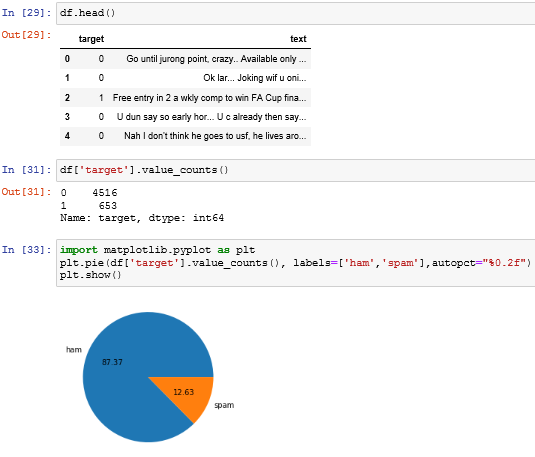 In [29]: df.head()
Out[29]:
target text
0 0 Go until jurong point, crazy.. Available only ...
1 0 Ok lar... Joking wif u oni...
2 1 Free entry in 2 a wkly comp to win FA Cup fina...
3 0 U dun say so early hor... U c already then say...
4 0 Nah I don't think he goes to usf, he lives aro...
In [31]: df['target'].value_counts()
Out[31]: 0 4516
1 653
Name: target, dtype: int64
In [33]: import matplotlib.pyplot as plt
plt.pie(df['target'].value_counts(), labels=['ham','spam'],autopct="%0.2f")
plt.show()
ham
87.37
12.63
spam